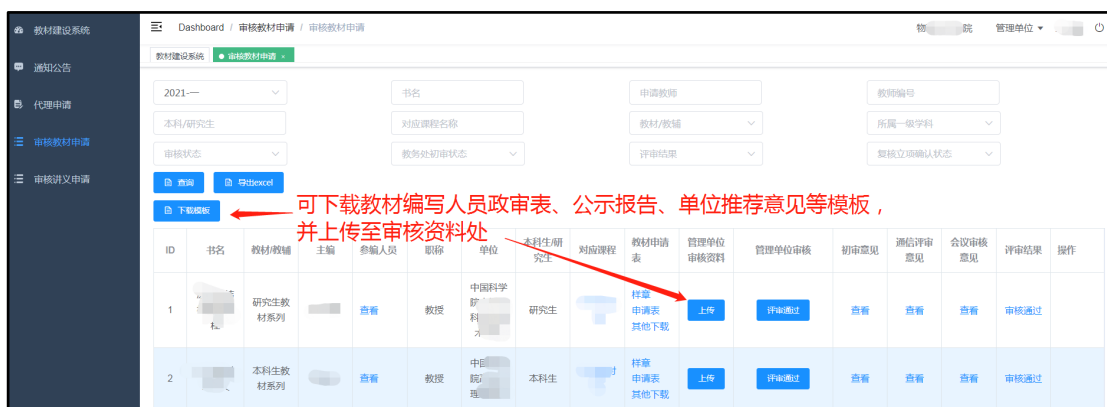 教材建设系统
Dashboard / 审核教材申请 / 审核教材申请
物 院 管理单位
教材建设系统 审核教材申请 ×
通知公告
代理申请
审核教材申请
审核讲义申请
2021-一 书名 申请教师 教师编号
本科/研究生 对应课程名称 教材/教辅 所属一级学科
审核状态 教务处初审状态 评审结果 复核立项确认状态
查询 导出excel
下载模板
可下载教材编写人员政审表、公示报告、单位推荐意见等模板，
并上传至审核资料处
ID 书名 教材/教辅 主编 参编人员 职称 单位 本科生/研究生 对应课程 教材申请表 管理单位审核资料 管理单位审核 初审意见 通信评审意见 会议审核意见 评审结果 操作
1 研究生教材系列 查看 教授 中国科学院 科 研究生 样章 申请表 其他下载 上传 评审通过 查看 查看 查看 审核通过
2 本科生教材系列 查看 教授 中 院 理 本科生 样章 申请表 其他下载 上传 评审通过 查看 查看 查看 审核通过